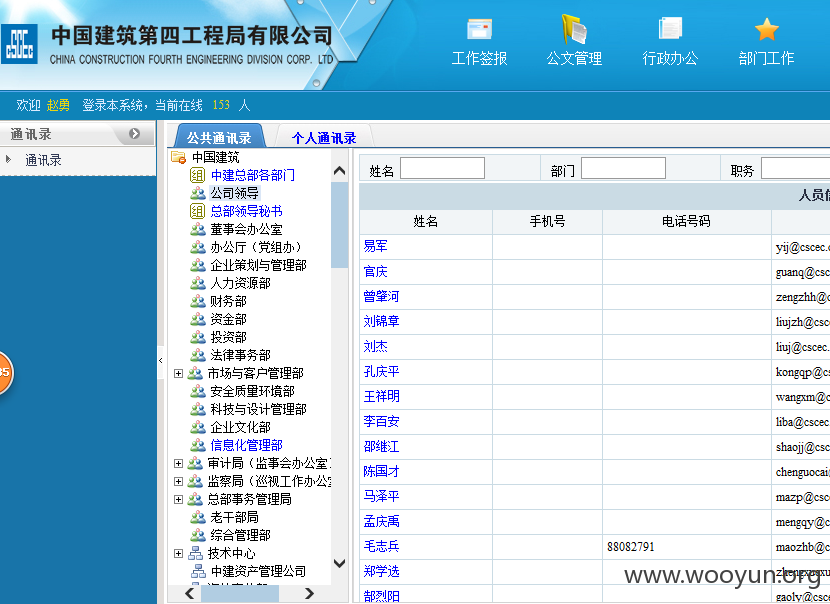 中国建筑第四工程局有限公司
CHINA CONSTRUCTION FOURTH ENGINEERING DIVISION CORP. LTD
CSCEC
工作签报 公文管理 行政办公 部门工作
欢迎 赵勇 登录本系统，当前在线 153 人
通讯录
通讯录
公共通讯录 个人通讯录
中国建筑
中建总部各部门
公司领导
总部领导秘书
董事会办公室
办公厅（党组办）
企业策划与管理部
人力资源部
财务部
资金部
投资部
法律事务部
市场与客户管理部
安全质量环境部
科技与设计管理部
企业文化部
信息化管理部
审计局（监事会办公室）
监察局（巡视工作办公室
总部事务管理局
老干部局
综合管理部
技术中心
中建资产管理公司
35
姓名 部门 职务
人员信
姓名 手机号 电话号码
易军 yij@cscec.c
官庆 guanq@csc
曾肇河 zengzhh@c
刘锦章 liujzh@csc
刘杰 liuj@cscec.
孔庆平 kongqp@cs
王祥明 wangxm@c
李百安 liba@cscec
邵继江 shaojj@csc
陈国才 chenguocai
马泽平 mazp@csc
孟庆禹 mengqy@c
毛志兵 88082791 maozhb@c
郑学选 zhengxuexu
郜烈阳 gaoly@csc
www.wooyun.org